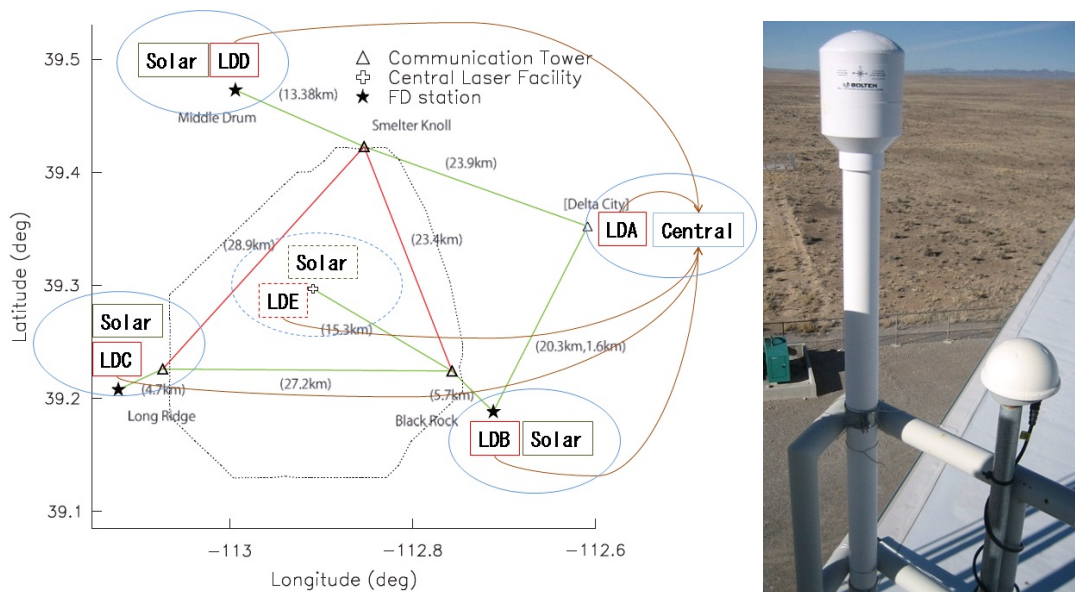 39.5
39.4
39.3
39.2
39.1
Latitude (deg)
-113
-112.8
-112.6
Longitude (deg)
Communication Tower
Central Laser Facility
FD station
Solar
LDD
(13.38km)
Middle Drum
Smelter Knoll
(23.9km)
[Delta City]
LDA
Central
(28.9km)
(23.4km)
Solar
LDE
(15.3km)
Solar
LDC
(4.7km)
(27.2km)
(20.3km,1.6km)
(5.7km)
Long Ridge
Black Rock
LDB
Solar
BOLTEK